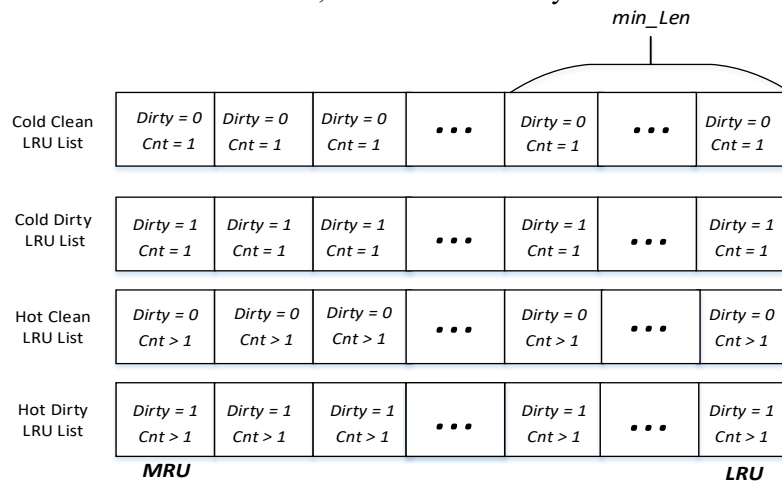 min_Len
Cold Clean
LRU List
Dirty = 0 Dirty = 0 Dirty = 0 ... Dirty = 0 ... Dirty = 0
Cnt = 1 Cnt = 1 Cnt = 1 Cnt = 1 Cnt = 1
Cold Dirty
LRU List
Dirty = 1 Dirty = 1 Dirty = 1 ... Dirty = 1 ... Dirty = 1
Cnt = 1 Cnt = 1 Cnt = 1 Cnt = 1 Cnt = 1
Hot Clean
LRU List
Dirty = 0 Dirty = 0 Dirty = 0 ... Dirty = 0 ... Dirty = 0
Cnt > 1 Cnt > 1 Cnt > 1 Cnt > 1 Cnt > 1
Hot Dirty
LRU List
Dirty = 1 Dirty = 1 Dirty = 1 ... Dirty = 1 ... Dirty = 1
Cnt > 1 Cnt > 1 Cnt > 1 Cnt > 1 Cnt > 1
MRU LRU